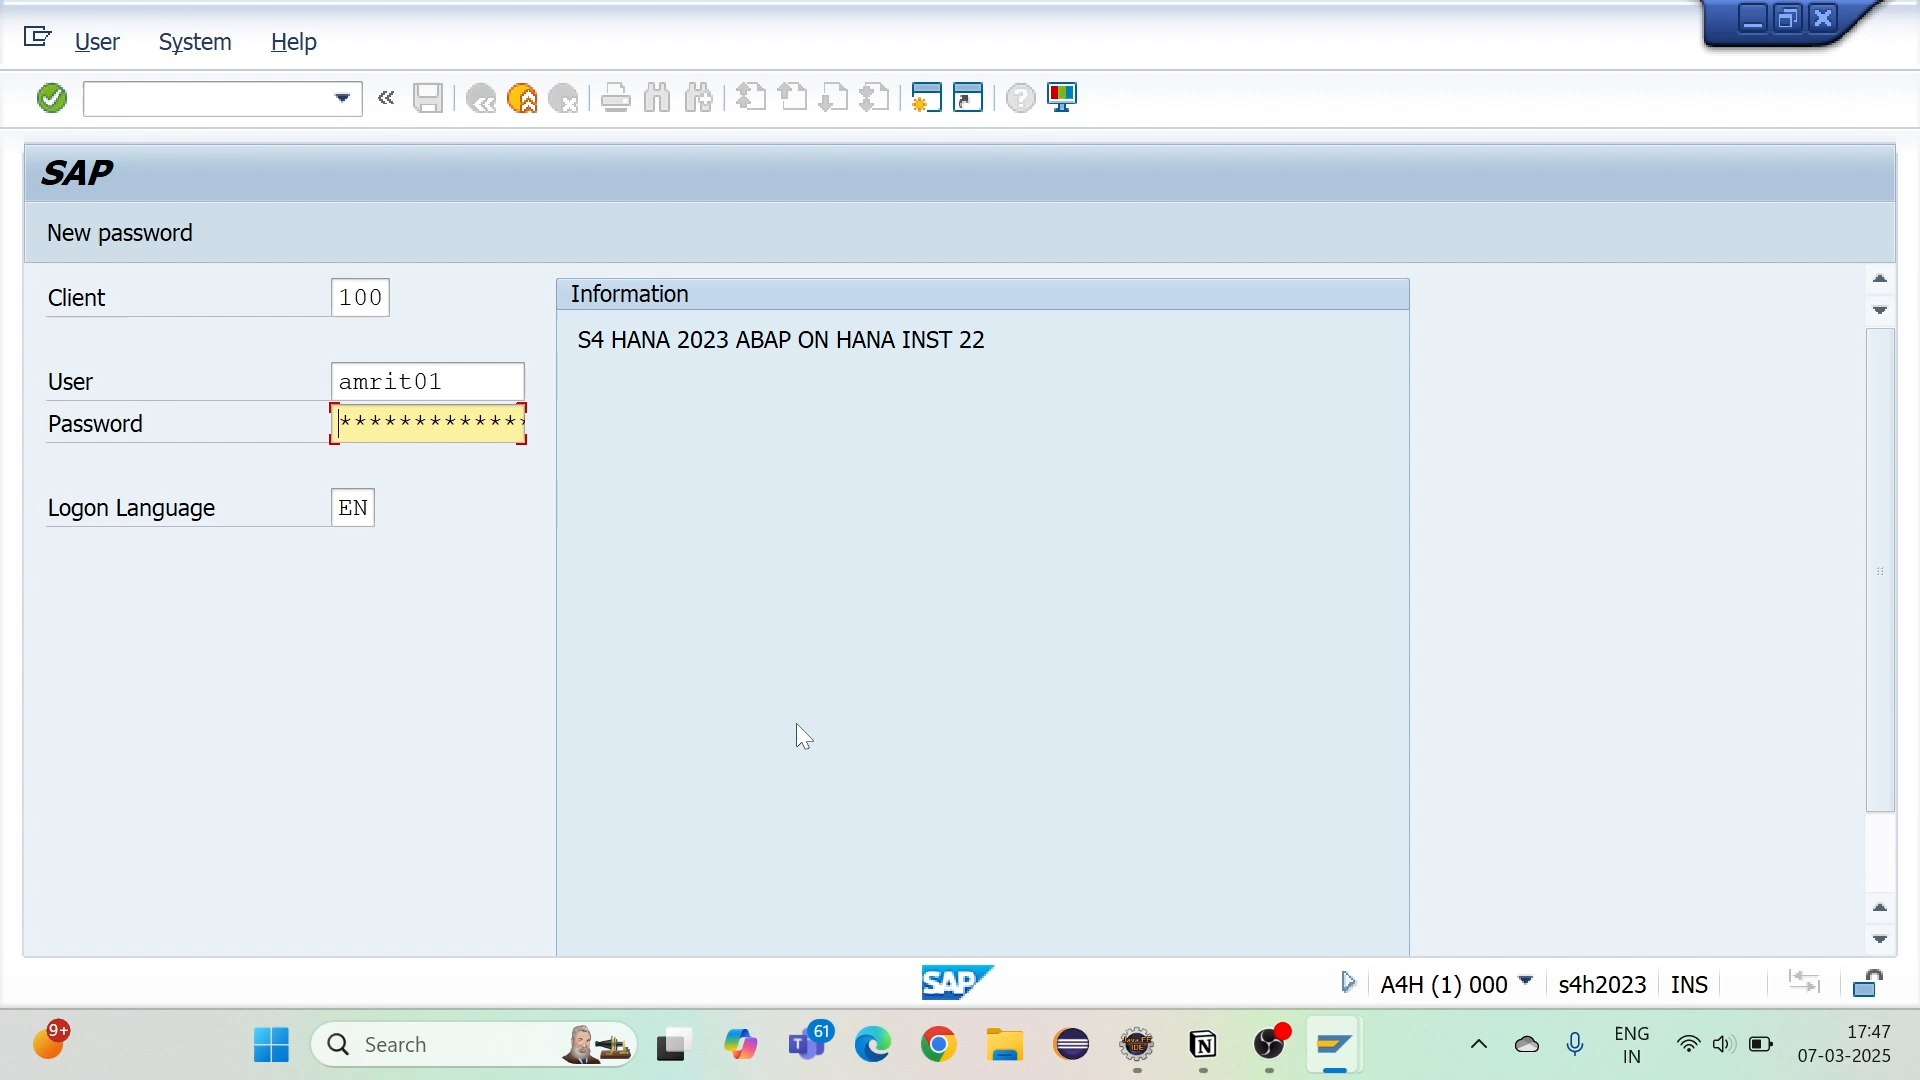 User System Help
SAP
New password
Client 100
User amrit01
Password *************
Logon Language EN
Information
S4 HANA 2023 ABAP ON HANA INST 22
SAP
A4H (1) 000 s4h2023 INS
9+
Search
61
ENG
IN
17:47
07-03-2025